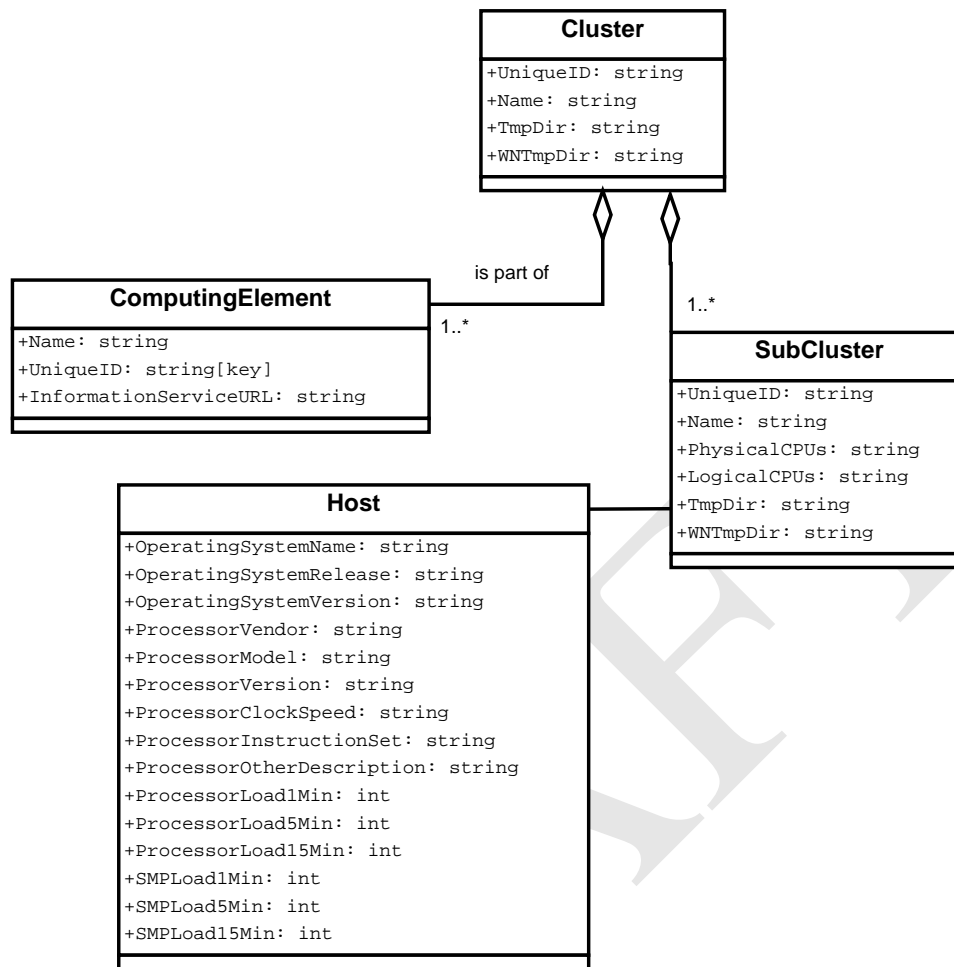 Cluster
+UniqueID: string
+Name: string
+TmpDir: string
+WNTmpDir: string
is part of
ComputingElement
1..*
1..*
+Name: string
+UniqueID: string[key]
+InformationServiceURL: string
SubCluster
+UniqueID: string
+Name: string
+PhysicalCPUs: string
+LogicalCPUs: string
+TmpDir: string
+WNTmpDir: string
Host
+OperatingSystemName: string
+OperatingSystemRelease: string
+OperatingSystemVersion: string
+ProcessorVendor: string
+ProcessorModel: string
+ProcessorVersion: string
+ProcessorClockSpeed: string
+ProcessorInstructionSet: string
+ProcessorOtherDescription: string
+ProcessorLoad1Min: int
+ProcessorLoad5Min: int
+ProcessorLoad15Min: int
+SMPLoad1Min: int
+SMPLoad5Min: int
+SMPLoad15Min: int